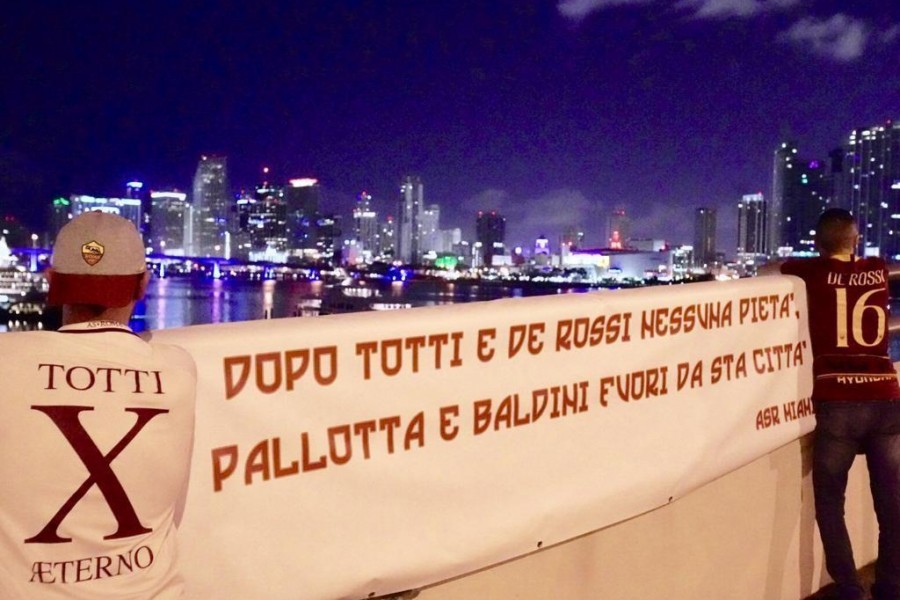 DOPO TOTTI E DE ROSSI NESSUNA PIETA',
PALLOTTA E BALDINI FUORI DA STA CITTA'
ASR MIAMI
TOTTI
X
ÆTERNO
DE ROSSI
16